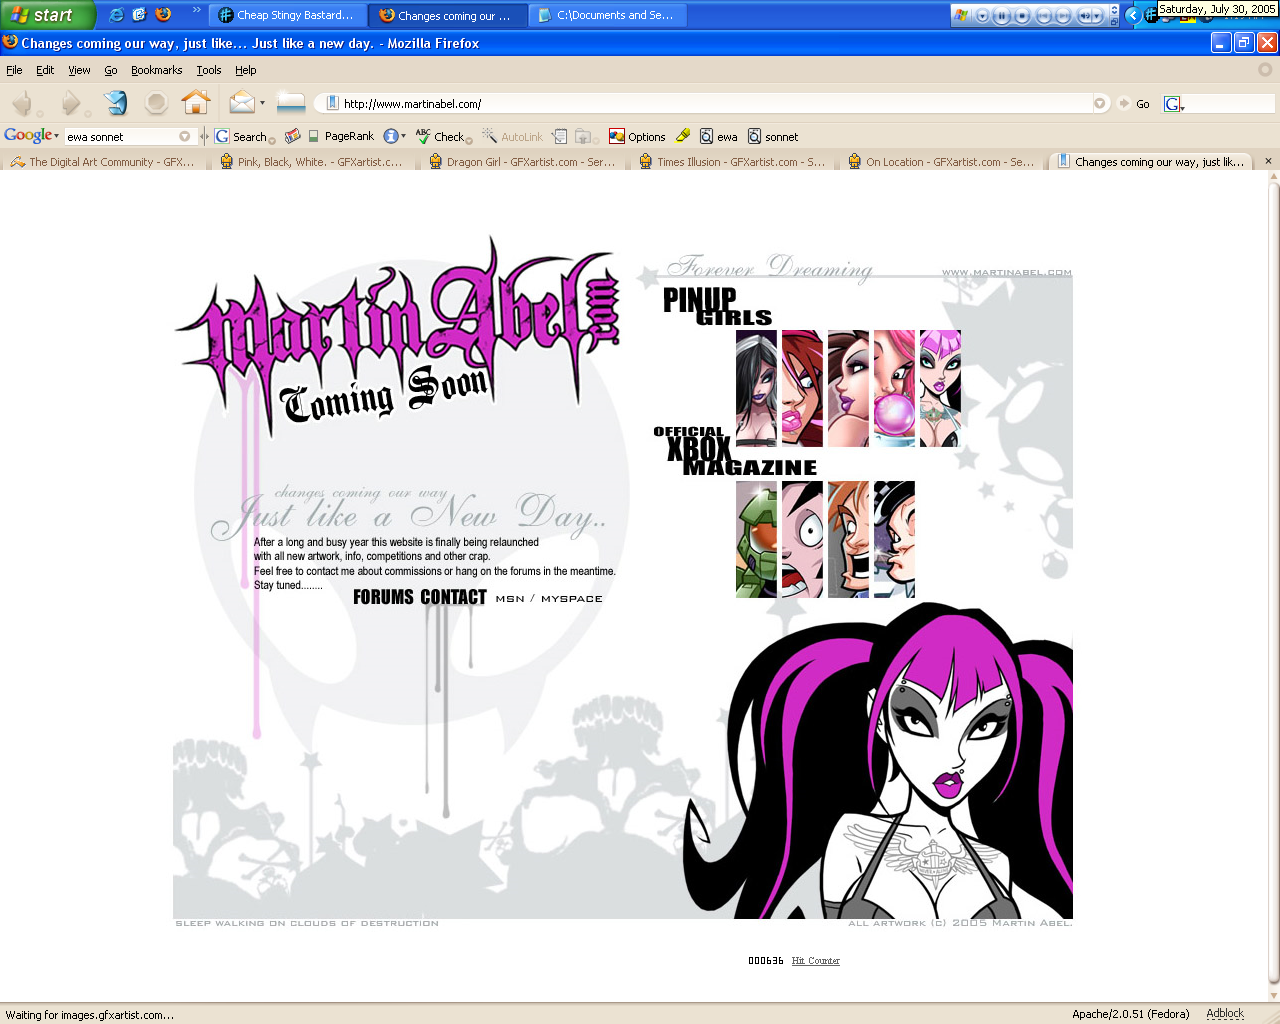 start
Cheap Stingy Bastard...
Changes coming our ...
C:\Documents and Se...
Saturday, July 30, 2005
Changes coming our way, just like... Just like a new day. - Mozilla Firefox
File Edit View Go Bookmarks Tools Help
http://www.martinabel.com/
Go
G
Google
ewa sonnet
G Search
PageRank
ABC Check
AutoLink
Options
ewa
sonnet
The Digital Art Community - GFX...
Pink, Black, White. - GFXartist.c...
Dragon Girl - GFXartist.com - Ser...
Times Illusion - GFXartist.com - S...
On Location - GFXartist.com - Se...
Changes coming our way, just lik...
Martin Abel
Coming Soon
changes coming our way
Just like a New Day..
After a long and busy year this website is finally being relaunched
with all new artwork, info, competitions and other crap.
Feel free to contact me about commissions or hang on the forums in the meantime.
Stay tuned........
FORUMS CONTACT MSN / MYSPACE
Forever Dreaming
WWW.MARTINABEL.COM
PINUP
GIRLS
OFFICIAL
XBOX
MAGAZINE
SLEEP WALKING ON CLOUDS OF DESTRUCTION
ALL ARTWORK (C) 2005 MARTIN ABEL.
000636 Hit Counter
Waiting for images.gfxartist.com...
Apache/2.0.51 (Fedora)
Adblock